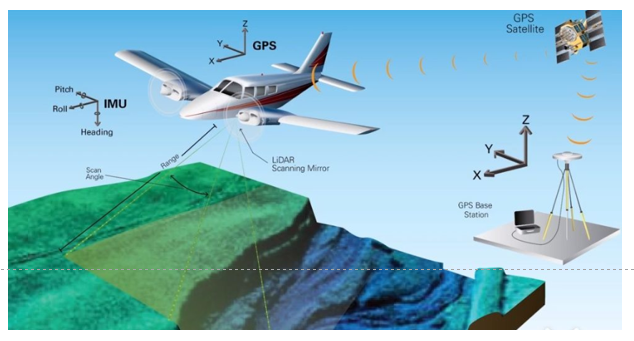 GPS
Satellite
Z
Y
GPS
X
Pitch
Roll
IMU
Heading
Range
LiDAR
Scanning Mirror
Scan
Angle
Z
Y
X
GPS Base
Station